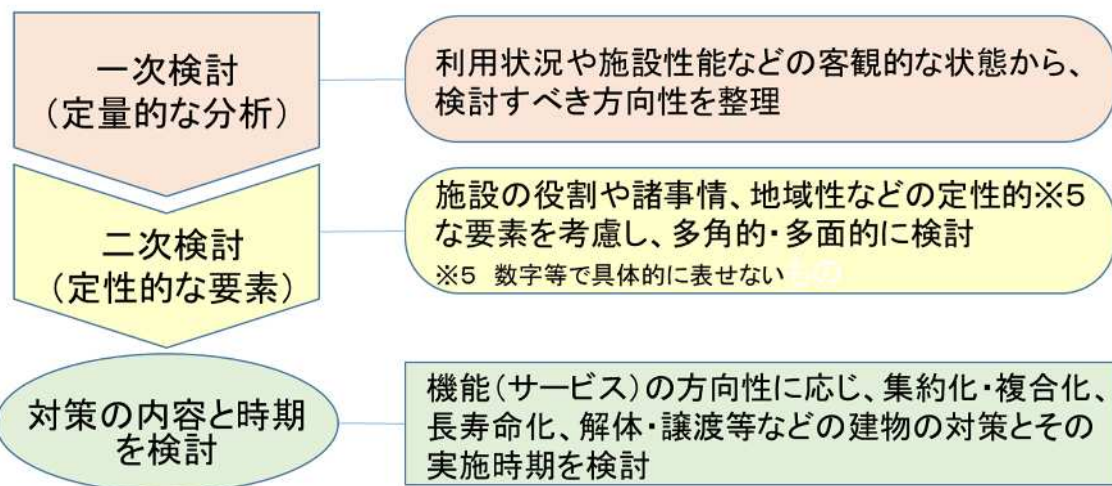 一次検討
（定量的な分析）
利用状況や施設性能などの客観的な状態から、
検討すべき方向性を整理
二次検討
（定性的な要素）
施設の役割や諸事情、地域性などの定性的※5
な要素を考慮し、多角的・多面的に検討
※5 数字等で具体的に表せないもの
対策の内容と時期
を検討
機能（サービス）の方向性に応じ、集約化・複合化、
長寿命化、解体・譲渡等などの建物の対策とその
実施時期を検討